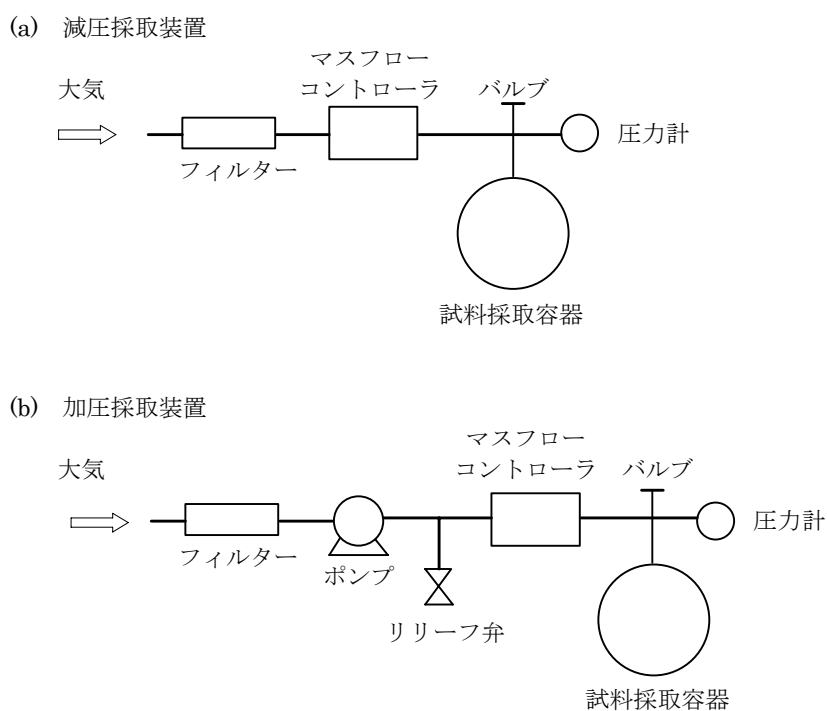 (a) 減圧採取装置
マスフロー
コントローラ
バルブ
大気
圧力計
フィルター
試料採取容器
(b) 加圧採取装置
マスフロー
コントローラ
バルブ
大気
圧力計
フィルター
ポンプ
リリーフ弁
試料採取容器